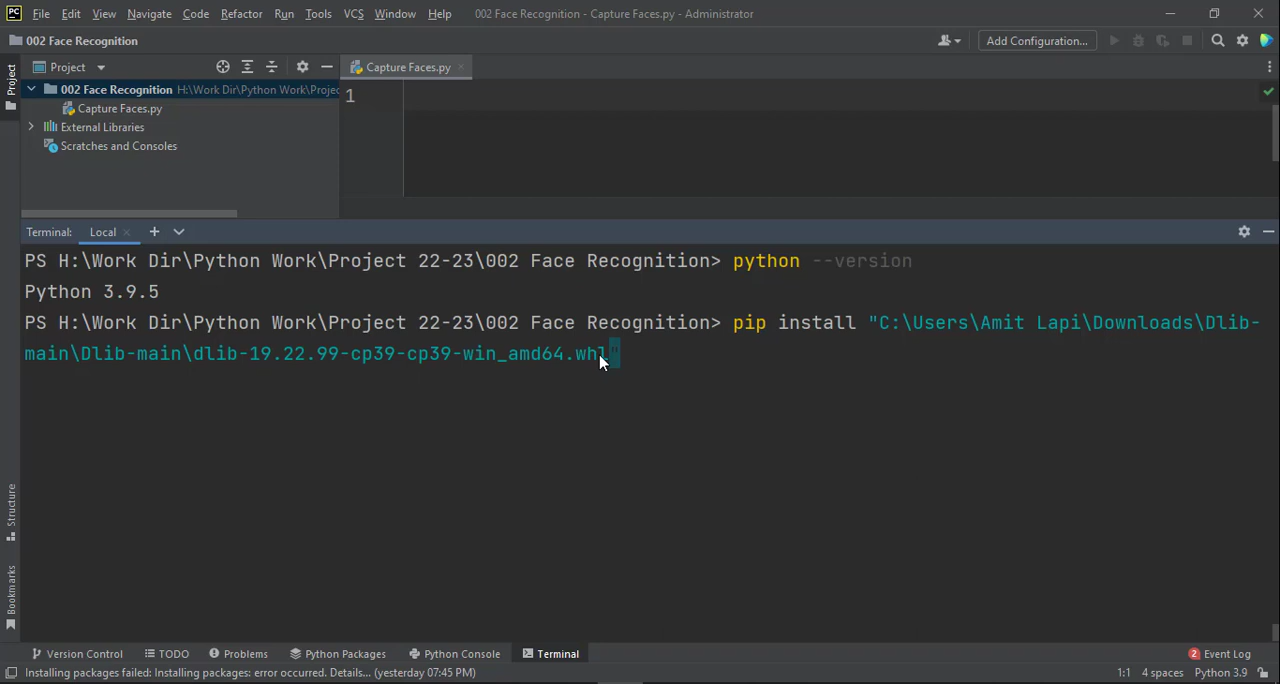 PC File Edit View Navigate Code Refactor Run Tools VCS Window Help 002 Face Recognition - Capture Faces.py - Administrator
002 Face Recognition Add Configuration...
Project Project Capture Faces.py
002 Face Recognition H:\Work Dir\Python Work\Projec 1
Capture Faces.py
External Libraries
Scratches and Consoles
Terminal: Local
PS H:\Work Dir\Python Work\Project 22-23\002 Face Recognition> python --version
Python 3.9.5
PS H:\Work Dir\Python Work\Project 22-23\002 Face Recognition> pip install "C:\Users\Amit Lapi\Downloads\Dlib-
main\Dlib-main\dlib-19.22.99-cp39-cp39-win_amd64.whl"
Structure
Bookmarks
Version Control TODO Problems Python Packages Python Console Terminal 2 Event Log
Installing packages failed: Installing packages: error occurred. Details... (yesterday 07:45 PM) 1:1 4 spaces Python 3.9